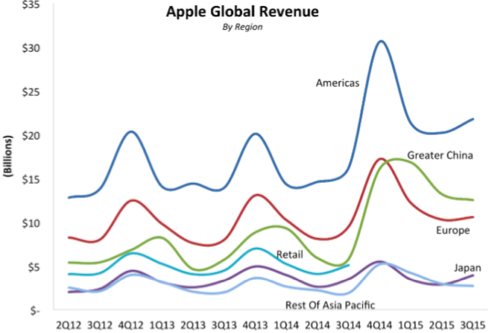 Apple Global Revenue
By Region
(Billions)
$35
$30
$25
$20
$15
$10
$5
$-
Americas
Greater China
Europe
Retail
Japan
Rest Of Asia Pacific
2Q12 3Q12 4Q12 1Q13 2Q13 3Q13 4Q13 1Q14 2Q14 3Q14 4Q14 1Q15 2Q15 3Q15